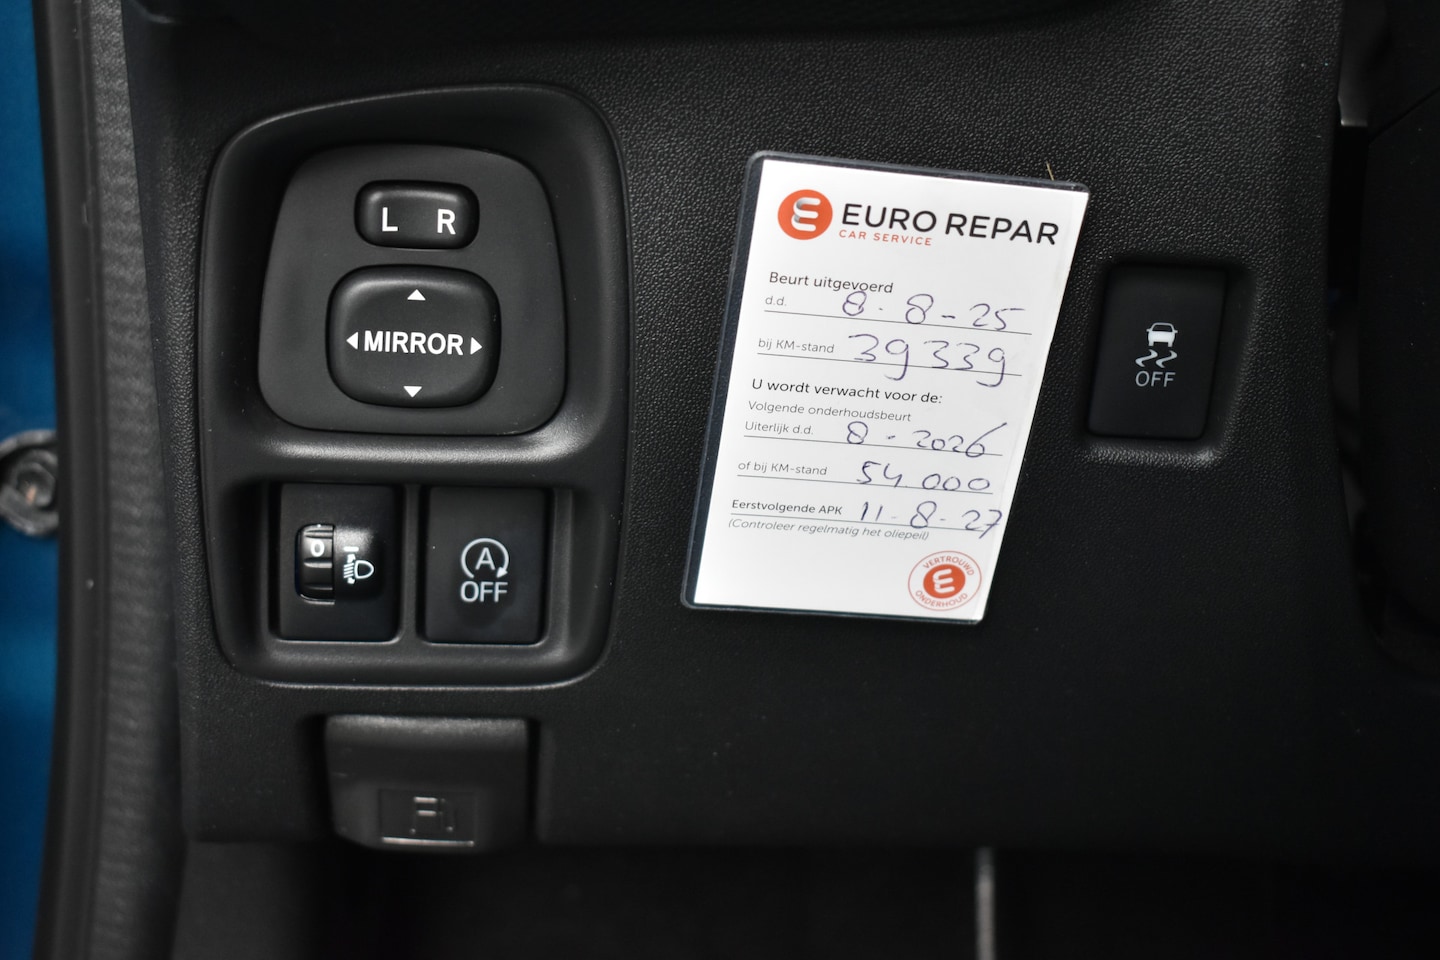 L R
MIRROR
0
A
OFF
EURO REPAR
CAR SERVICE
Beurt uitgevoerd
d.d. 8-8-25
bij KM-stand 39339
U wordt verwacht voor de:
Volgende onderhoudsbeurt
Uiterlijk d.d. 8-2026
of bij KM-stand 54.000
Eerstvolgende APK 11-8-27
(Controleer regelmatig het oliepeil)
VERTROUWD
ONDERHOUD
OFF